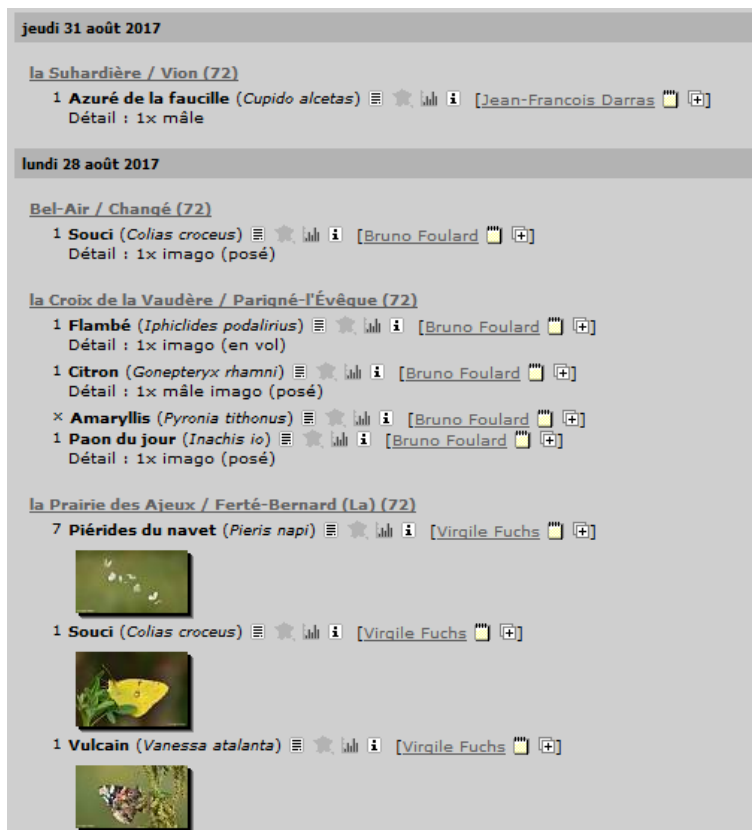 jeudi 31 août 2017
la Suhardière / Vion (72)
1 Azuré de la faucille (Cupido alcetas) [Jean-Francois Darras ]
Détail : 1x mâle
lundi 28 août 2017
Bel-Air / Changé (72)
1 Souci (Colias croceus) [Bruno Foulard ]
Détail : 1x imago (posé)
la Croix de la Vaudère / Parigné-l'Évêque (72)
1 Flambé (Iphiclides podalirius) [Bruno Foulard ]
Détail : 1x imago (en vol)
1 Citron (Gonepteryx rhamni) [Bruno Foulard ]
Détail : 1x mâle imago (posé)
× Amaryllis (Pyronia tithonus) [Bruno Foulard ]
1 Paon du jour (Inachis io) [Bruno Foulard ]
Détail : 1x imago (posé)
la Prairie des Ajeux / Ferté-Bernard (La) (72)
7 Piérides du navet (Pieris napi) [Virgile Fuchs ]
1 Souci (Colias croceus) [Virgile Fuchs ]
1 Vulcain (Vanessa atalanta) [Virgile Fuchs ]